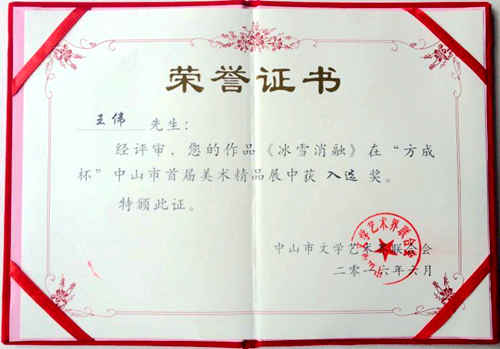 荣誉证书
王伟 先生：
经评审，您的作品《冰雪消融》在“方成
杯”中山市首届美术精品展中获 入选 奖。
特颁此证。
中山市文学艺术界联合会
二零一六年六月